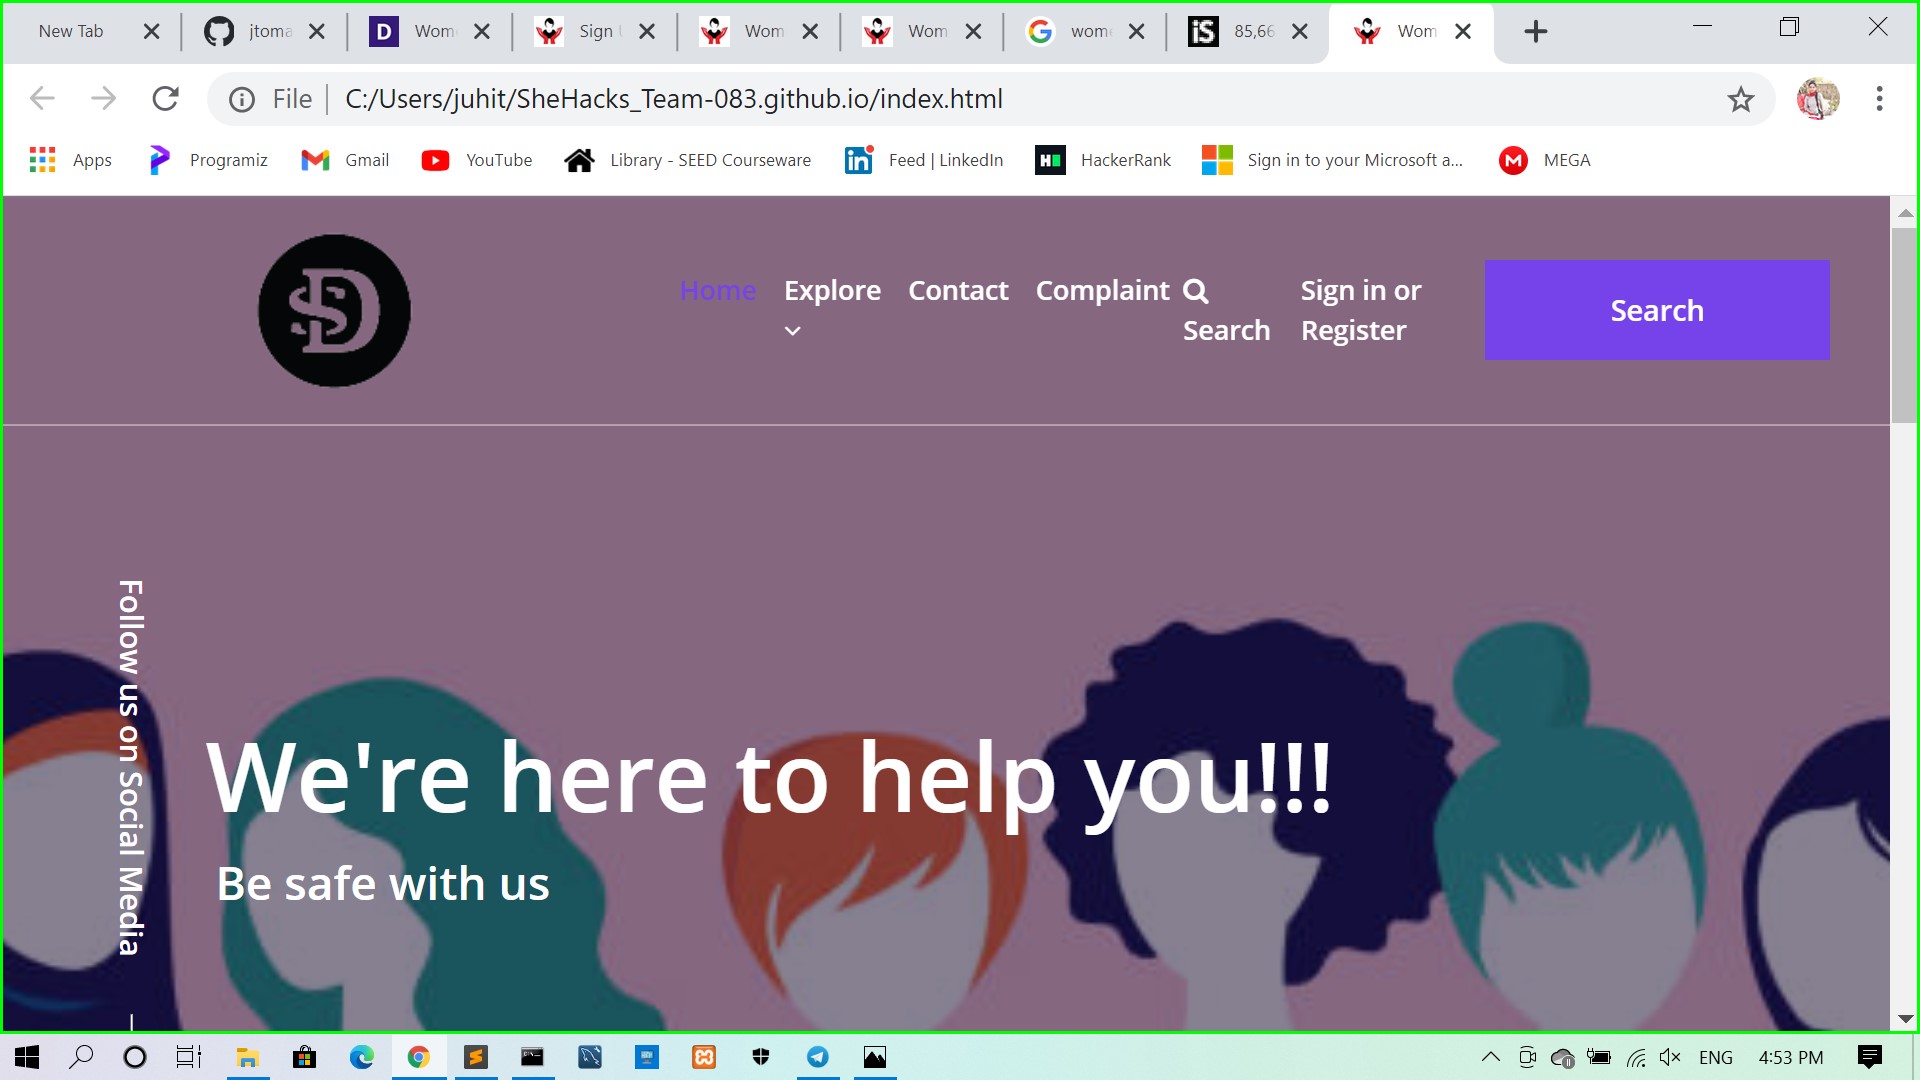 New Tab
jtoma
D
Wom
Sign
Wom
Wom
G
wom
iS
85,66
Wom
File
C:/Users/juhit/SheHacks_Team-083.github.io/index.html
Apps
Programiz
Gmail
YouTube
Library - SEED Courseware
Feed | LinkedIn
HackerRank
Sign in to your Microsoft a...
MEGA
SD
Home
Explore
Contact
Complaint
Search
Sign in or
Register
Search
Follow us on Social Media
We're here to help you!!!
Be safe with us
ENG
4:53 PM